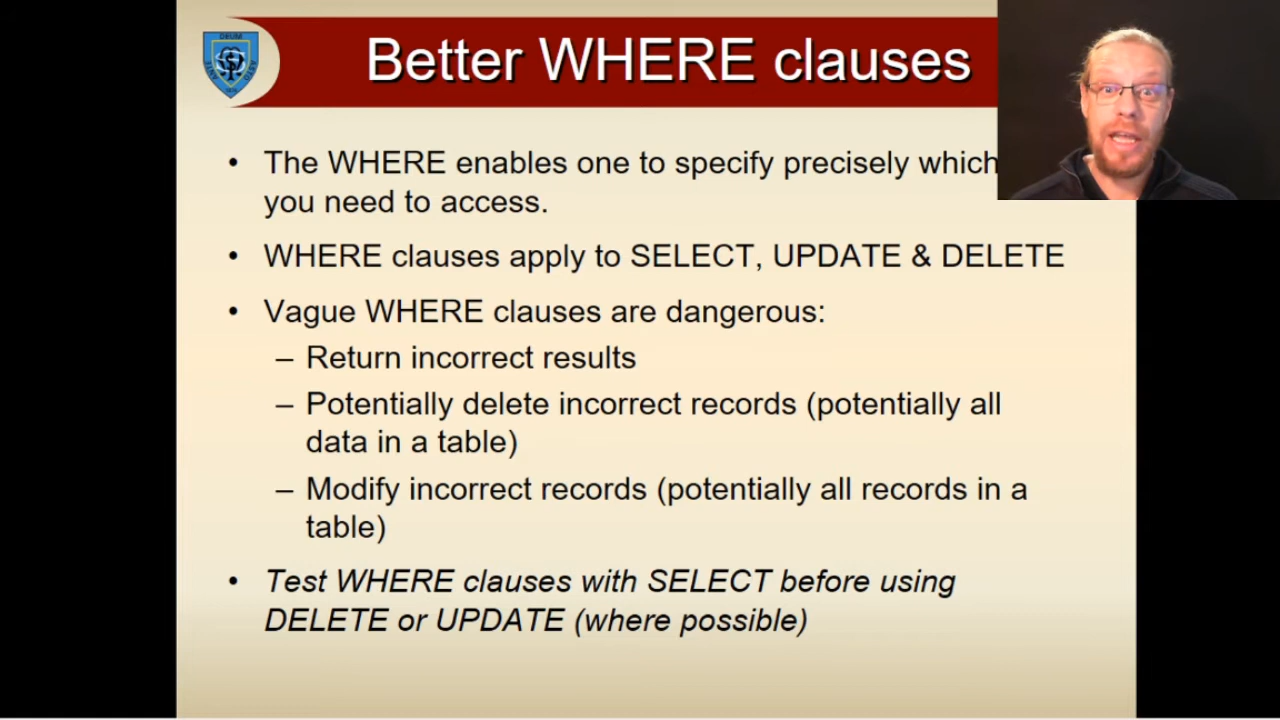 Better WHERE clauses
DEUM
• The WHERE enables one to specify precisely which
you need to access.
• WHERE clauses apply to SELECT, UPDATE & DELETE
• Vague WHERE clauses are dangerous:
– Return incorrect results
– Potentially delete incorrect records (potentially all
data in a table)
– Modify incorrect records (potentially all records in a
table)
• Test WHERE clauses with SELECT before using
DELETE or UPDATE (where possible)